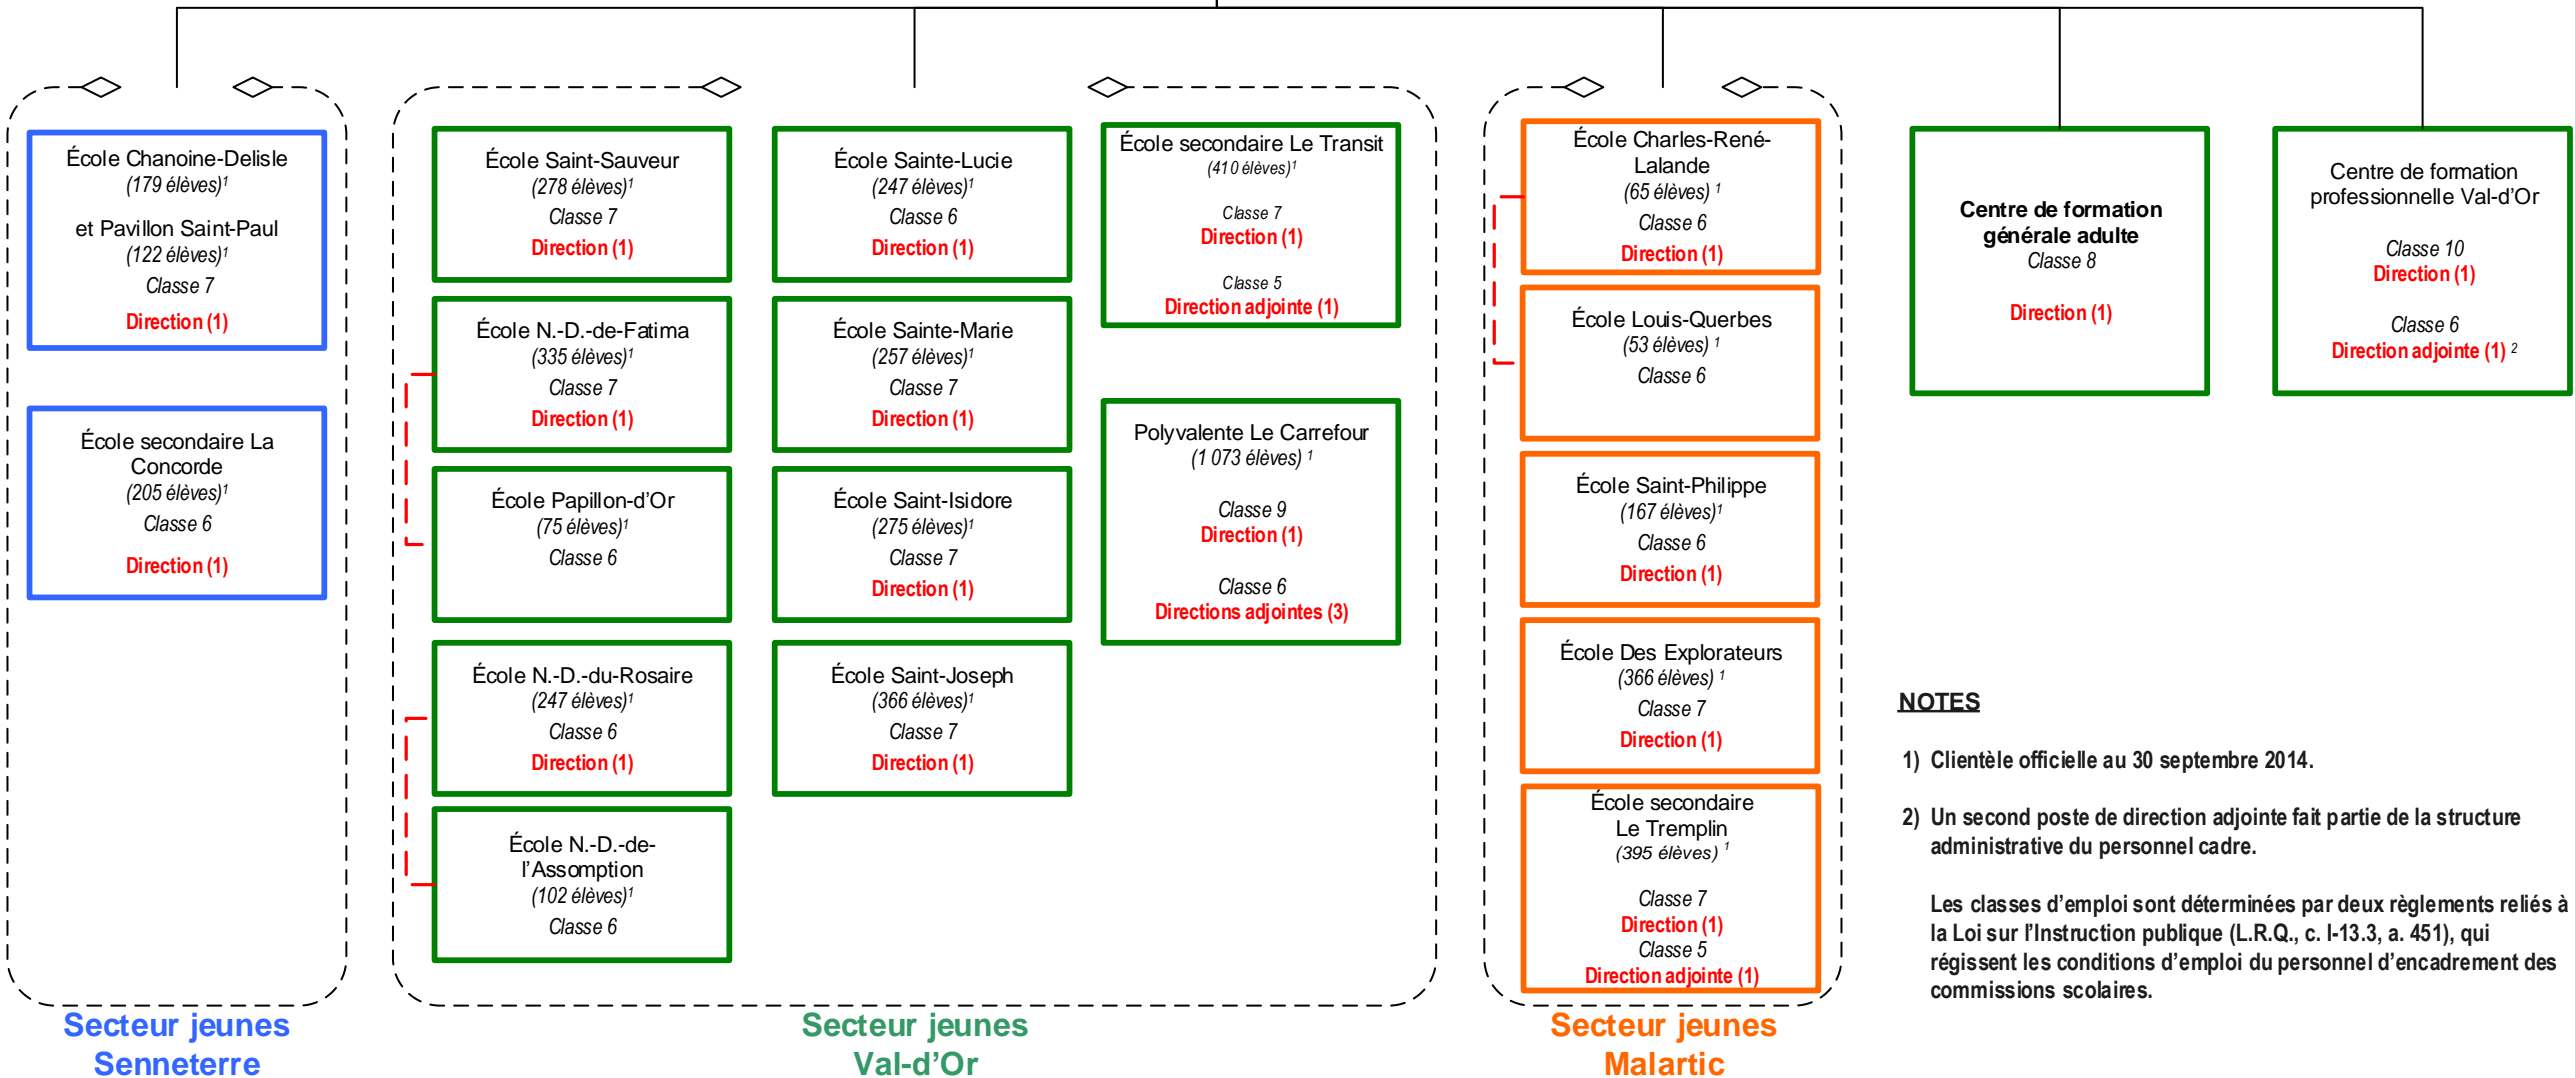 École Chanoine-Delisle
(179 élèves)¹
et Pavillon Saint-Paul
(122 élèves)¹
Classe 7
Direction (1)
École secondaire La
Concorde
(205 élèves)¹
Classe 6
Direction (1)
Secteur jeunes
Senneterre
École Saint-Sauveur
(278 élèves)¹
Classe 7
Direction (1)
École N.-D.-de-Fatima
(335 élèves)¹
Classe 7
Direction (1)
École Papillon-d’Or
(75 élèves)¹
Classe 6
École N.-D.-du-Rosaire
(247 élèves)¹
Classe 6
Direction (1)
École N.-D.-de-
l’Assomption
(102 élèves)¹
Classe 6
École Sainte-Lucie
(247 élèves)¹
Classe 6
Direction (1)
École Sainte-Marie
(257 élèves)¹
Classe 7
Direction (1)
École Saint-Isidore
(275 élèves)¹
Classe 7
Direction (1)
École Saint-Joseph
(366 élèves)¹
Classe 7
Direction (1)
École secondaire Le Transit
(410 élèves)¹
Classe 7
Direction (1)
Classe 5
Direction adjointe (1)
Polyvalente Le Carrefour
(1 073 élèves) ¹
Classe 9
Direction (1)
Classe 6
Directions adjointes (3)
Secteur jeunes
Val-d’Or
École Charles-René-
Lalande
(65 élèves) ¹
Classe 6
Direction (1)
École Louis-Querbes
(53 élèves) ¹
Classe 6
École Saint-Philippe
(167 élèves)¹
Classe 6
Direction (1)
École Des Explorateurs
(366 élèves) ¹
Classe 7
Direction (1)
École secondaire
Le Tremplin
(395 élèves) ¹
Classe 7
Direction (1)
Classe 5
Direction adjointe (1)
Secteur jeunes
Malartic
Centre de formation
générale adulte
Classe 8
Direction (1)
Centre de formation
professionnelle Val-d’Or
Classe 10
Direction (1)
Classe 6
Direction adjointe (1) ²
NOTES
1) Clientèle officielle au 30 septembre 2014.
2) Un second poste de direction adjointe fait partie de la structure
administrative du personnel cadre.
Les classes d’emploi sont déterminées par deux règlements reliés à
la Loi sur l’Instruction publique (L.R.Q., c. I-13.3, a. 451), qui
régissent les conditions d’emploi du personnel d’encadrement des
commissions scolaires.